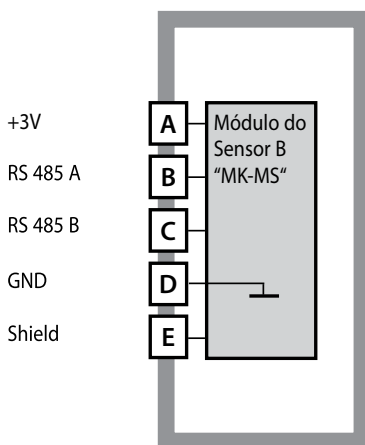 +3V
A
Módulo do
Sensor B
“MK-MS“
RS 485 A
B
RS 485 B
C
GND
D
Shield
E